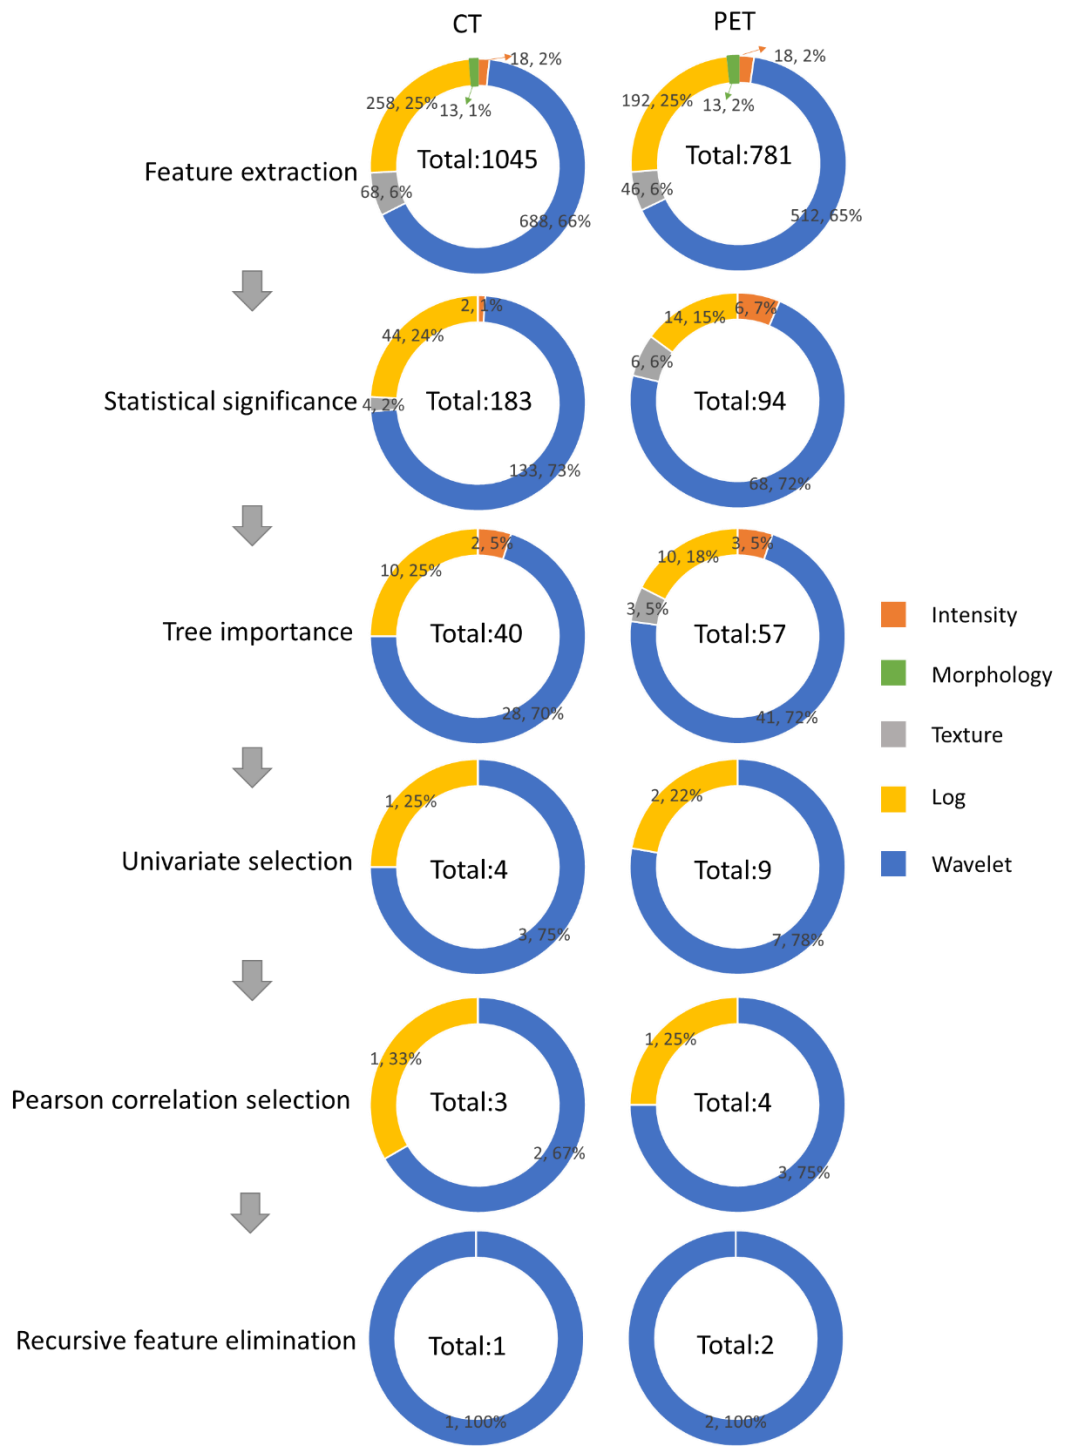 CT
PET
18, 2%
18, 2%
258, 25%
13, 1%
192, 25%
13, 2%
Feature extraction
Total:1045
Total:781
68, 6%
688, 66%
46, 6%
512, 65%
2, 1%
44, 24%
6, 7%
14, 15%
Statistical significance
4, 2%
Total:183
6, 6%
Total:94
133, 73%
68, 72%
2, 5%
10, 25%
3, 5%
10, 18%
Tree importance
Total:40
3, 5%
Total:57
28, 70%
41, 72%
Intensity
Morphology
Texture
Log
Wavelet
1, 25%
2, 22%
Univariate selection
Total:4
Total:9
3, 75%
7, 78%
1, 33%
1, 25%
Pearson correlation selection
Total:3
Total:4
2, 67%
3, 75%
Recursive feature elimination
Total:1
Total:2
1, 100%
2, 100%